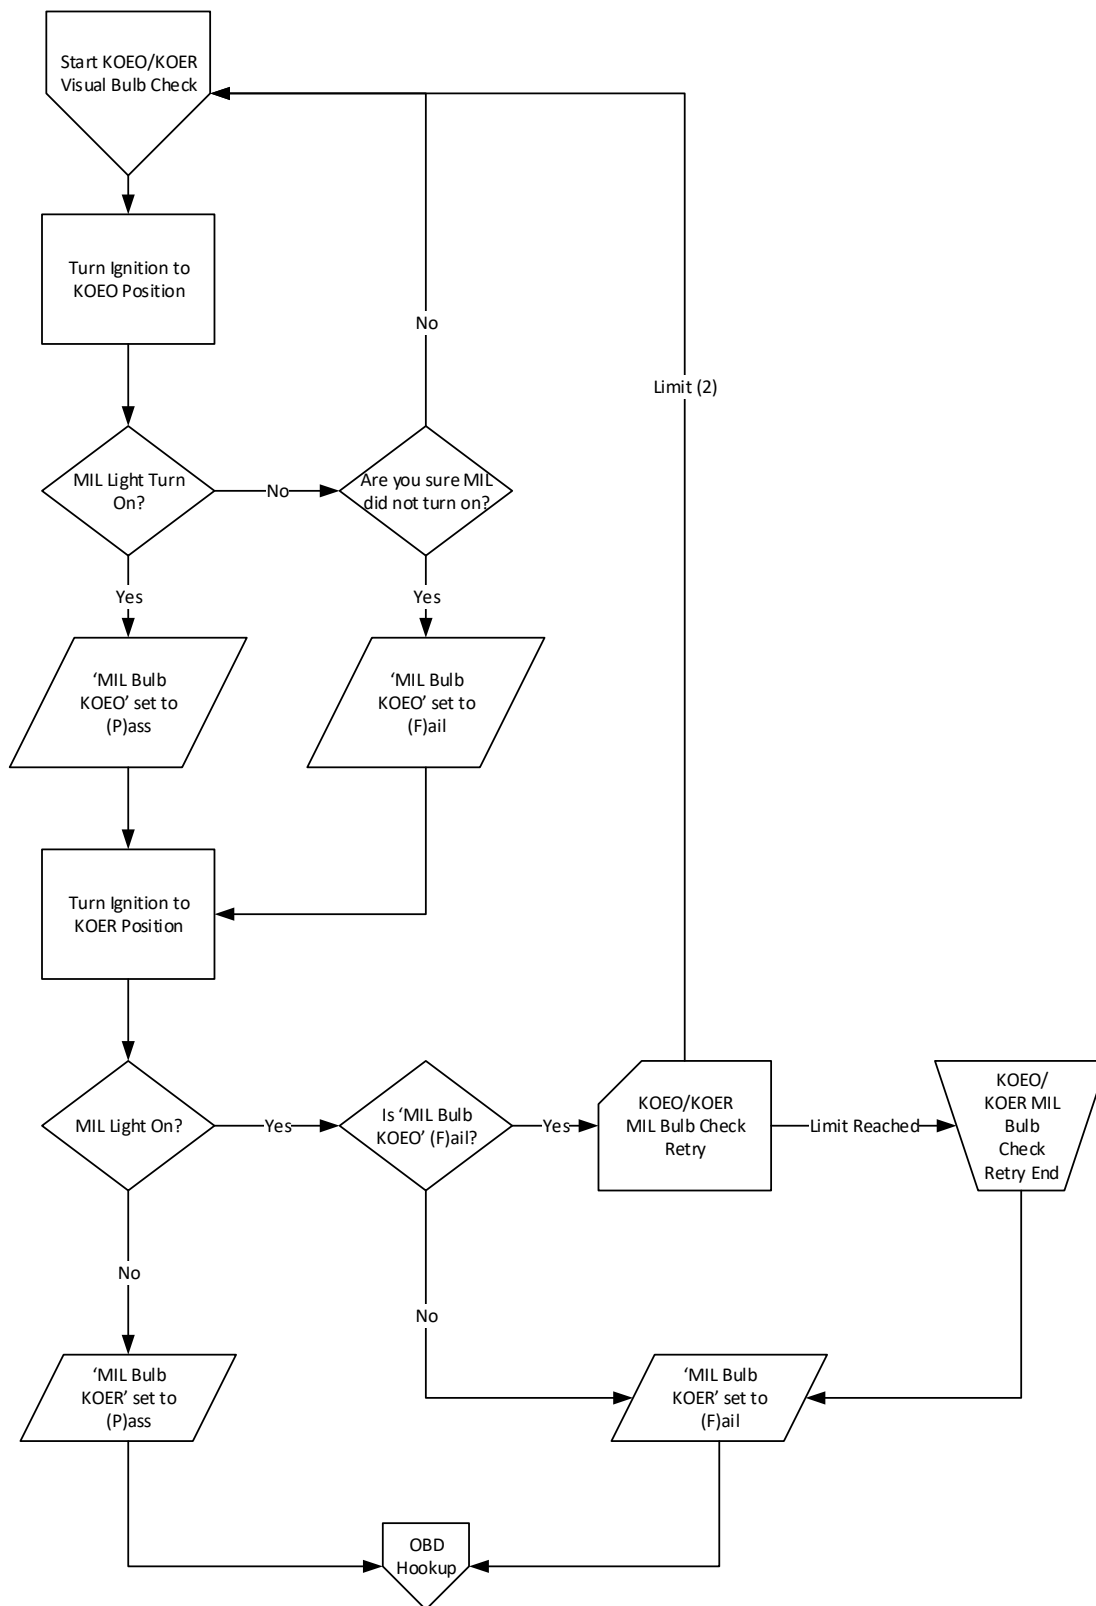 Start KOEO/KOER
Visual Bulb Check
Turn Ignition to
KOEO Position
No
Limit (2)
MIL Light Turn
On?
No
Are you sure MIL
did not turn on?
Yes
Yes
‘MIL Bulb
KOEO’ set to
(P)ass
‘MIL Bulb
KOEO’ set to
(F)ail
Turn Ignition to
KOER Position
MIL Light On?
Yes
Is ‘MIL Bulb
KOEO’ (F)ail?
Yes
KOEO/KOER
MIL Bulb Check
Retry
Limit Reached
KOEO/
KOER MIL
Bulb
Check
Retry End
No
No
‘MIL Bulb
KOER’ set to
(P)ass
‘MIL Bulb
KOER’ set to
(F)ail
OBD
Hookup